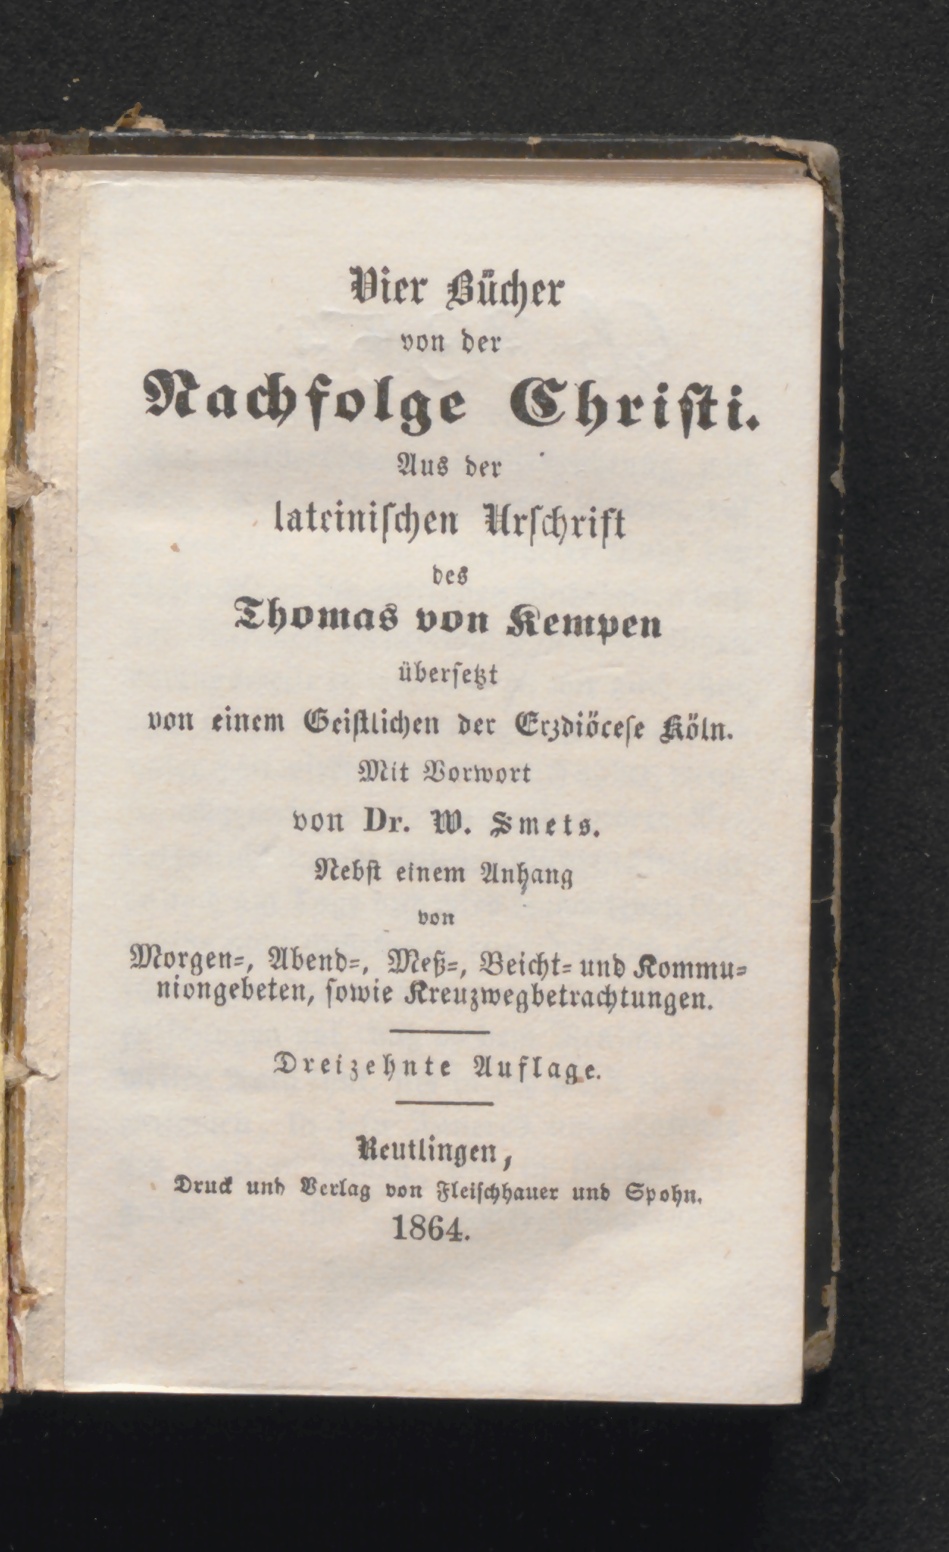 Vier Bücher
von der
Nachfolge Christi.
Aus der
lateinischen Urschrift
des
Thomas von Kempen
übersetzt
von einem Geistlichen der Erzdiöcese Köln.
Mit Vorwort
von Dr. W. Smets.
Nebst einem Anhang
von
Morgen-, Abend-, Meß-, Beicht- und Kommu-
niongebeten, sowie Kreuzwegbetrachtungen.
Dreizehnte Auflage.
Reutlingen,
Druck und Verlag von Fleischhauer und Spohn.
1864.